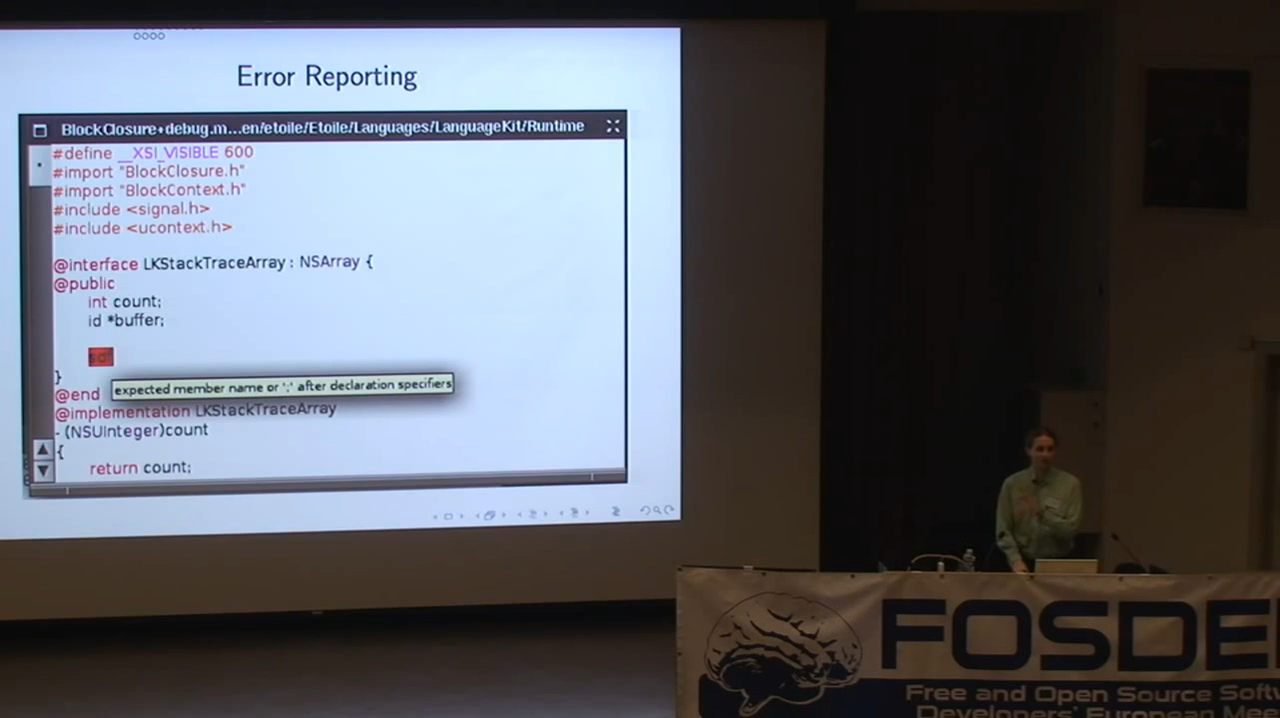 Error Reporting
BlockClosure+debug.m...en/etoile/Etoile/Languages/LanguageKit/Runtime
#define __XSI_VISIBLE 600
#import "BlockClosure.h"
#import "BlockContext.h"
#include <signal.h>
#include <ucontext.h>
@interface LKStackTraceArray : NSArray {
@public
int count;
id *buffer;
}
expected member name or ';' after declaration specifiers
@end
@implementation LKStackTraceArray
- (NSUInteger)count
{
return count;
FOSDE
Free and Open Source Softw
Developers' European Mee